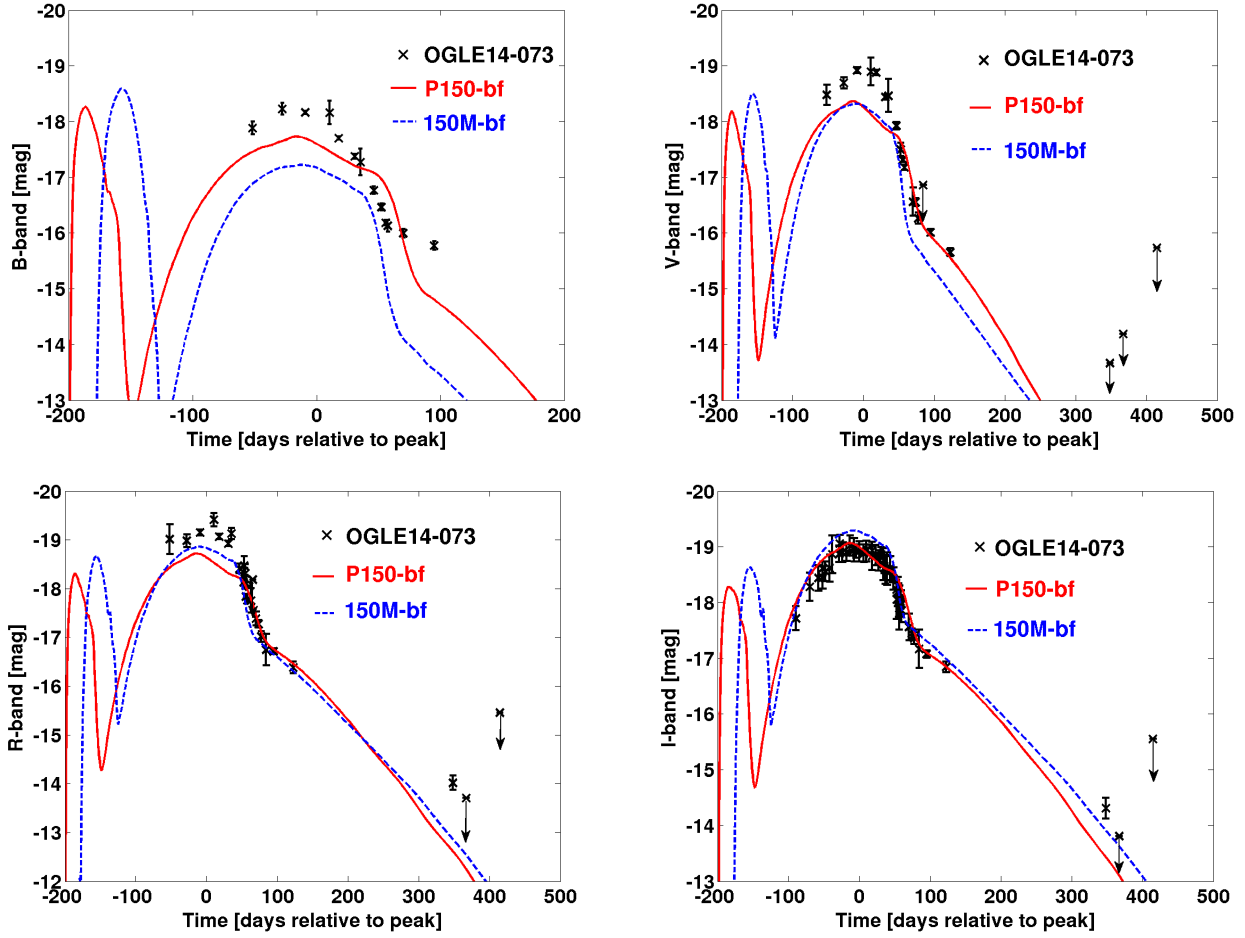 -20
-19
-18
-17
-16
-15
-14
-13
B-band [mag]
OGLE14-073
P150-bf
150M-bf
-200 -100 0 100 200
Time [days relative to peak]
-20
-19
-18
-17
-16
-15
-14
-13
V-band [mag]
OGLE14-073
P150-bf
150M-bf
-200 -100 0 100 200 300 400 500
Time [days relative to peak]
-20
-19
-18
-17
-16
-15
-14
-13
-12
R-band [mag]
OGLE14-073
P150-bf
150M-bf
-200 -100 0 100 200 300 400 500
Time [days relative to peak]
-20
-19
-18
-17
-16
-15
-14
-13
I-band [mag]
OGLE14-073
P150-bf
150M-bf
-200 -100 0 100 200 300 400 500
Time [days relative to peak]